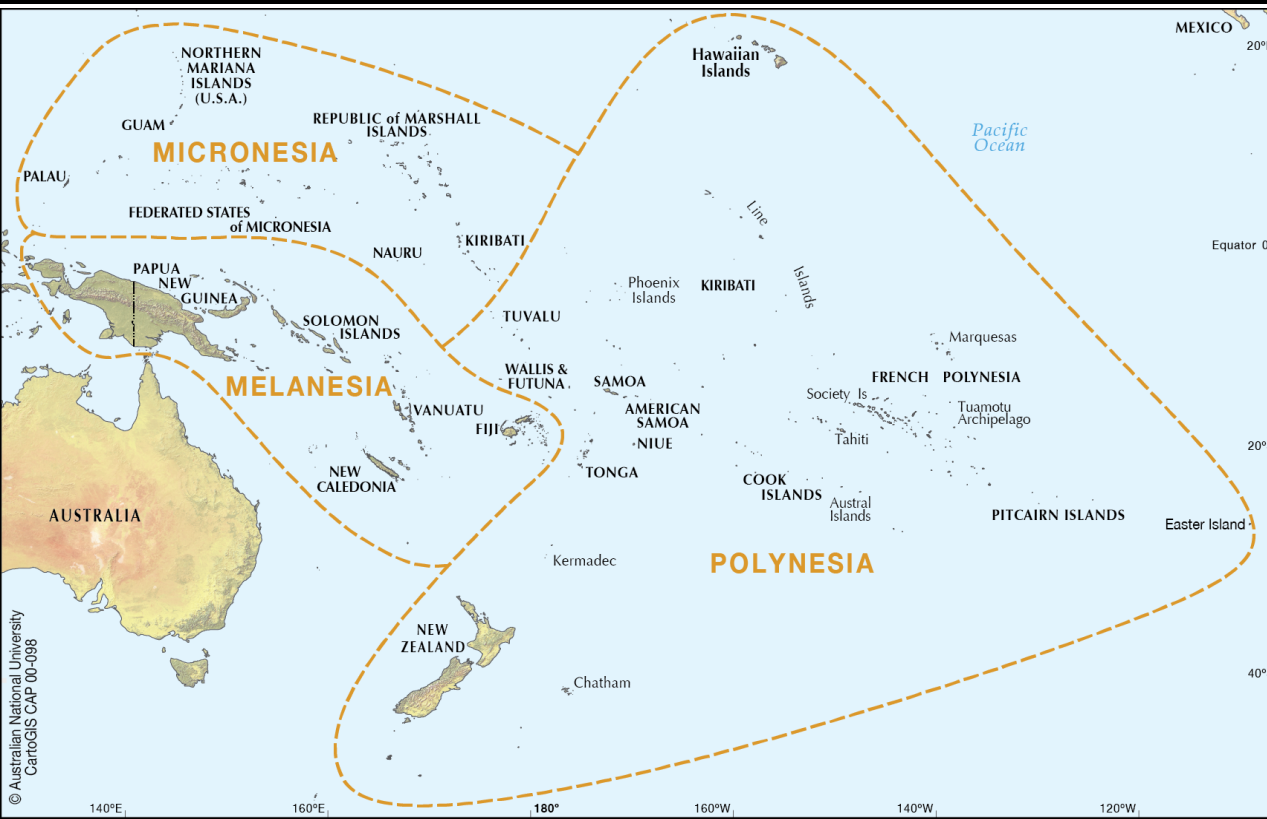 MEXICO
20°
NORTHERN
MARIANA
ISLANDS
(U.S.A.)
Hawaiian
Islands
GUAM
REPUBLIC of MARSHALL
ISLANDS
Pacific
Ocean
MICRONESIA
PALAU
FEDERATED STATES
of MICRONESIA
Line
Islands
NAURU
KIRIBATI
Equator 0
PAPUA
NEW
GUINEA
Phoenix
Islands
KIRIBATI
SOLOMON
ISLANDS
TUVALU
Marquesas
MELANESIA
WALLIS &
FUTUNA
SAMOA
FRENCH POLYNESIA
Society Is
VANUATU
FIJI
AMERICAN
SAMOA
Tuamotu
Archipelago
NIUE
Tahiti
20°
NEW
CALEDONIA
TONGA
COOK
ISLANDS
Austral
Islands
AUSTRALIA
PITCAIRN ISLANDS
Easter Island
Kermadec
POLYNESIA
NEW
ZEALAND
Chatham
40°
© Australian National University
CartoGIS CAP 00-098
140°E 160°E 180° 160°W 140°W 120°W